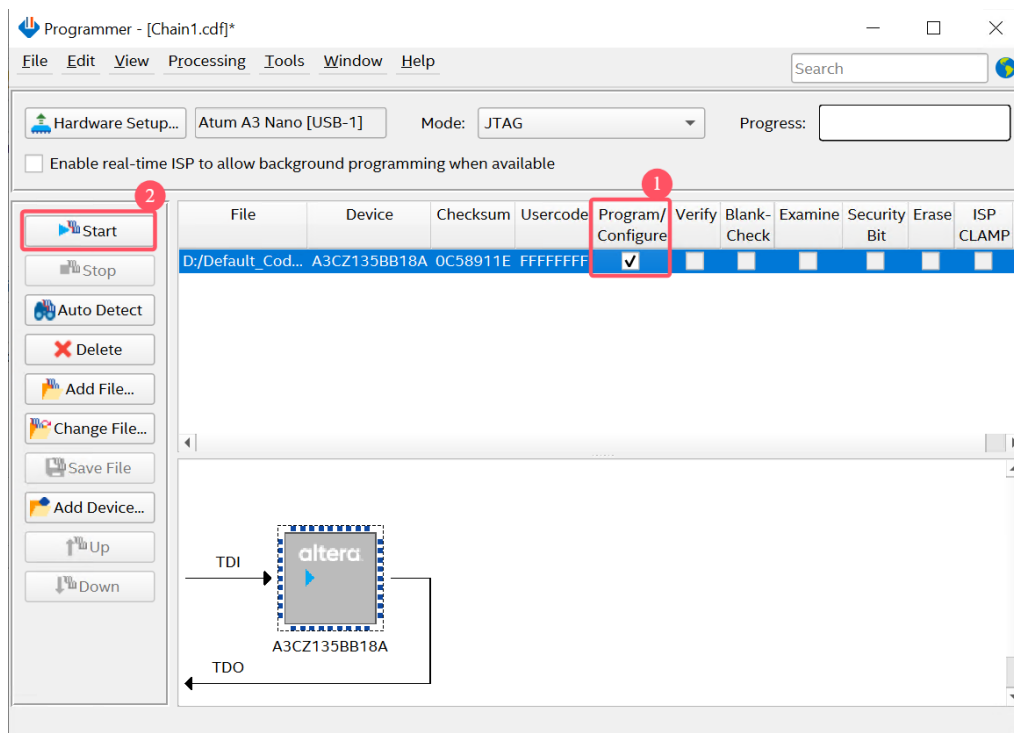 Programmer - [Chain1.cdf]*
File Edit View Processing Tools Window Help
Search
Hardware Setup... Atum A3 Nano [USB-1] Mode: JTAG Progress:
Enable real-time ISP to allow background programming when available
1
2
Start
File Device Checksum Usercode Program/ Verify Blank- Examine Security Erase ISP
Configure Check Bit CLAMP
D:/Default_Cod... A3CZ135BB18A 0C58911E FFFFFFFF
Stop
Auto Detect
Delete
Add File...
Change File...
Save File
Add Device...
Up
Down
TDI
altera
A3CZ135BB18A
TDO